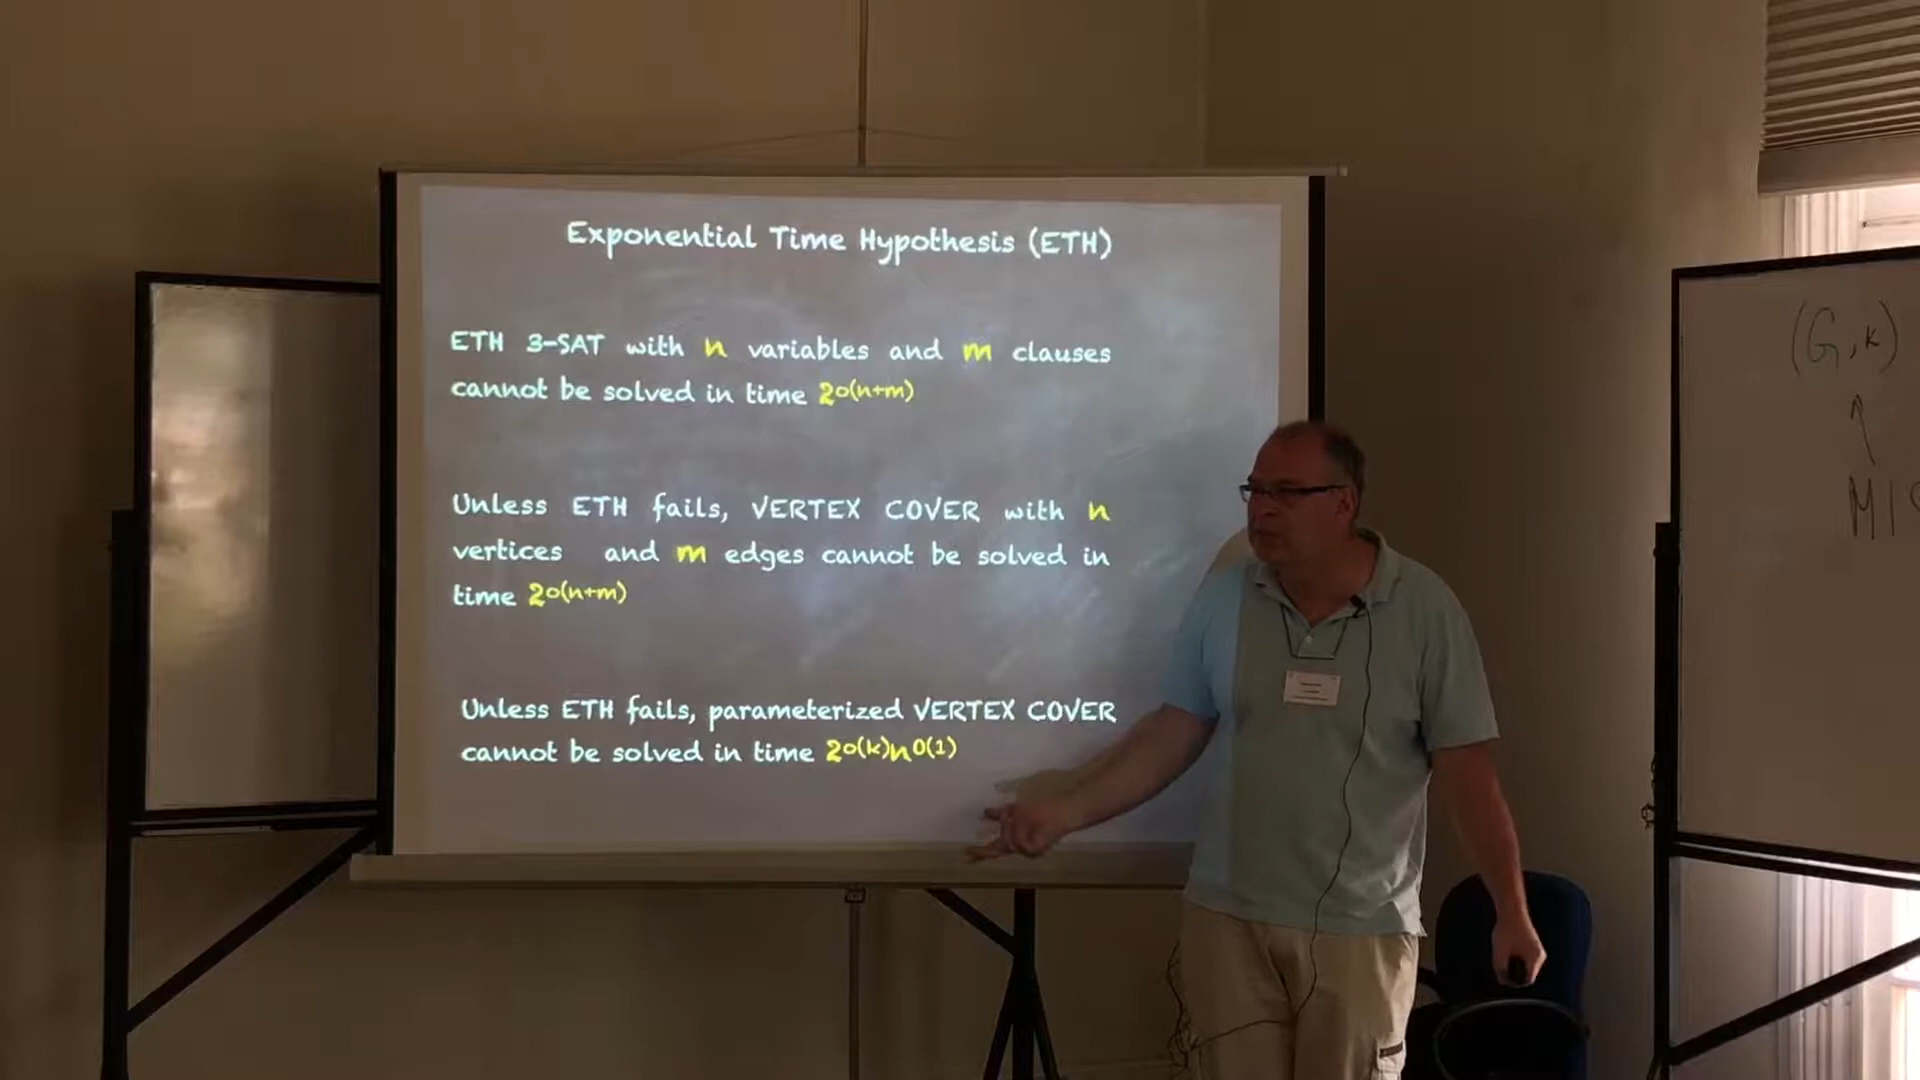 Exponential Time Hypothesis (ETH)
ETH 3-SAT with n variables and m clauses
cannot be solved in time 2o(n+m)
Unless ETH fails, VERTEX COVER with n
vertices and m edges cannot be solved in
time 2o(n+m)
Unless ETH fails, parameterized VERTEX COVER
cannot be solved in time 2o(k)nO(1)
(G,k)